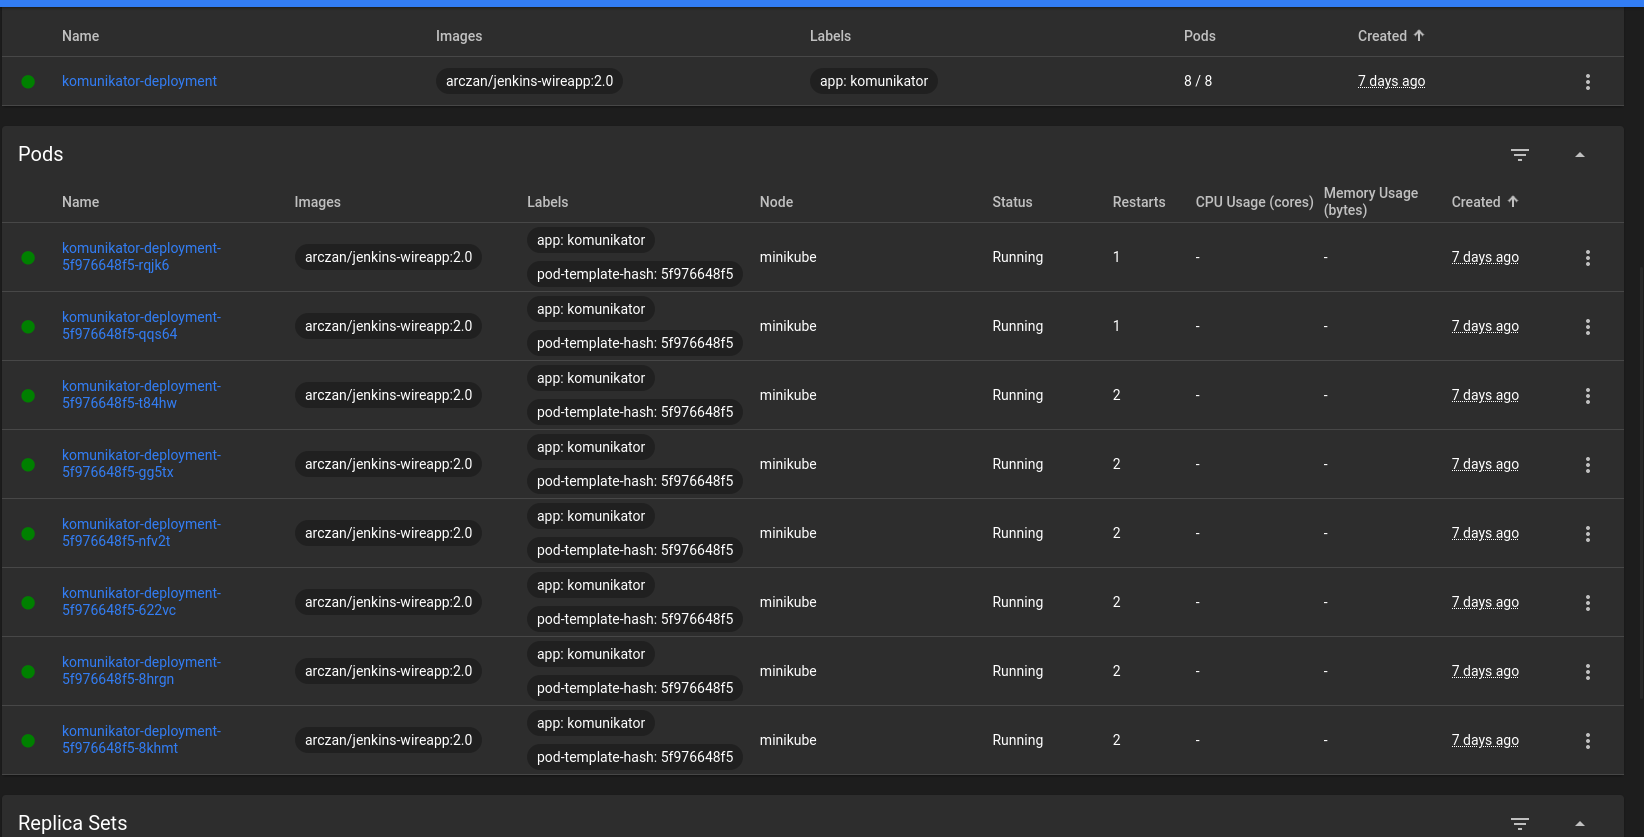 Name Images Labels Pods Created ↑
komunikator-deployment arczan/jenkins-wireapp:2.0 app: komunikator 8 / 8 7 days ago
Pods
Name Images Labels Node Status Restarts CPU Usage (cores) Memory Usage
(bytes) Created ↑
komunikator-deployment-
5f976648f5-rqjk6 arczan/jenkins-wireapp:2.0 app: komunikator
pod-template-hash: 5f976648f5 minikube Running 1 - - 7 days ago
komunikator-deployment-
5f976648f5-qqs64 arczan/jenkins-wireapp:2.0 app: komunikator
pod-template-hash: 5f976648f5 minikube Running 1 - - 7 days ago
komunikator-deployment-
5f976648f5-t84hw arczan/jenkins-wireapp:2.0 app: komunikator
pod-template-hash: 5f976648f5 minikube Running 2 - - 7 days ago
komunikator-deployment-
5f976648f5-gg5tx arczan/jenkins-wireapp:2.0 app: komunikator
pod-template-hash: 5f976648f5 minikube Running 2 - - 7 days ago
komunikator-deployment-
5f976648f5-nfv2t arczan/jenkins-wireapp:2.0 app: komunikator
pod-template-hash: 5f976648f5 minikube Running 2 - - 7 days ago
komunikator-deployment-
5f976648f5-622vc arczan/jenkins-wireapp:2.0 app: komunikator
pod-template-hash: 5f976648f5 minikube Running 2 - - 7 days ago
komunikator-deployment-
5f976648f5-8hrgn arczan/jenkins-wireapp:2.0 app: komunikator
pod-template-hash: 5f976648f5 minikube Running 2 - - 7 days ago
komunikator-deployment-
5f976648f5-8khmt arczan/jenkins-wireapp:2.0 app: komunikator
pod-template-hash: 5f976648f5 minikube Running 2 - - 7 days ago
Replica Sets